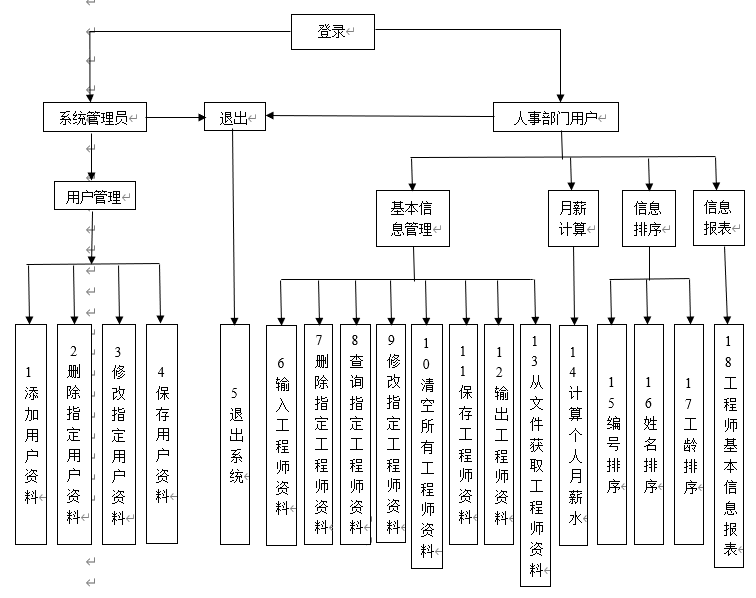 登录
系统管理员
退出
人事部门用户
用户管理
基本信
息管理
月薪
计算
信息
排序
信息
报表
1添加用户资料
2删除指定用户资料
3修改指定用户资料
4保存用户资料
5退出系统
6输入工程师资料
7删除指定工程师资料
8查询指定工程师资料
9修改指定工程师资料
10清空所有工程师资料
11保存工程师资料
12输出工程师资料
13从文件获取工程师资料
14计算个人月薪水
15编号排序
16姓名排序
17工龄排序
18工程师基本信息报表